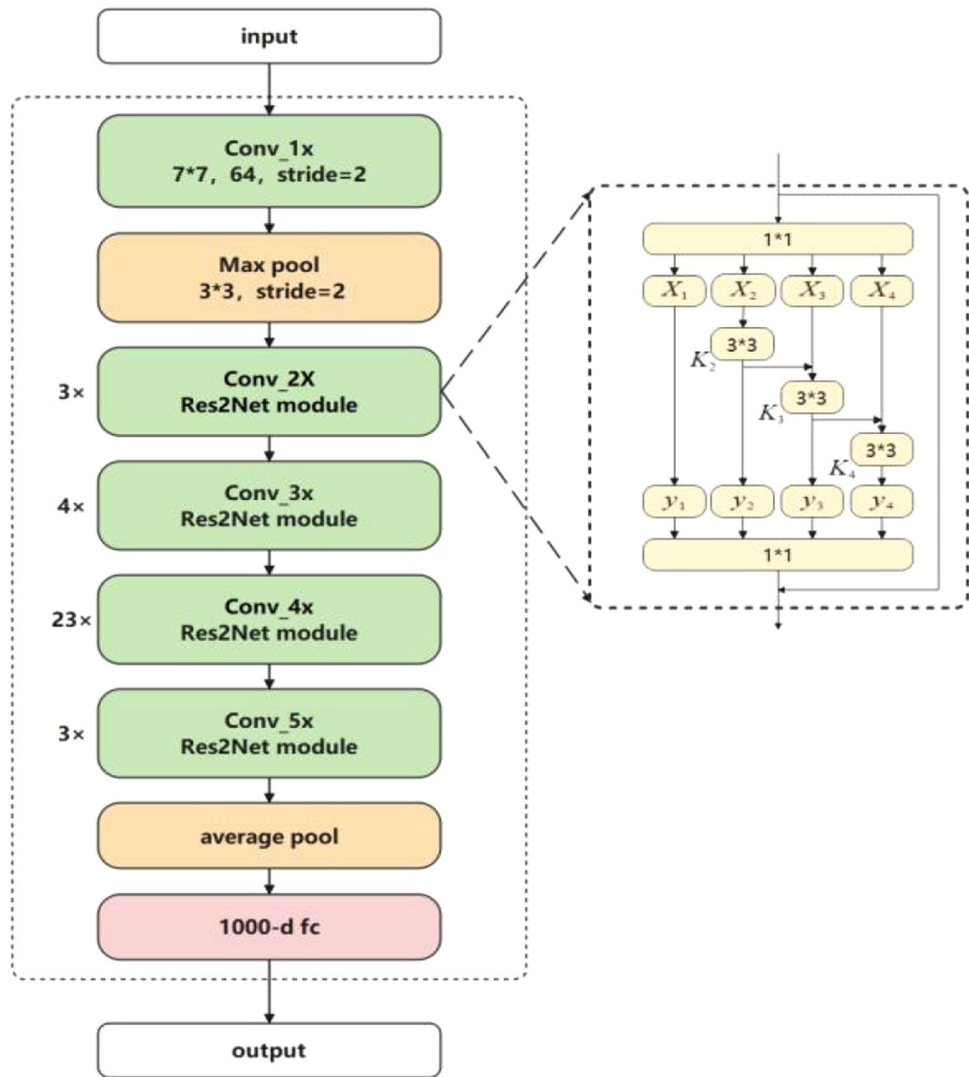 input
Conv_1x
7*7, 64, stride=2
Max pool
3*3, stride=2
3×
Conv_2X
Res2Net module
4×
Conv_3x
Res2Net module
23×
Conv_4x
Res2Net module
3×
Conv_5x
Res2Net module
average pool
1000-d fc
output
1*1
X₁ X₂ X₃ X₄
3*3
K₂
3*3
K₃
3*3
K₄
y₁ y₂ y₃ y₄
1*1